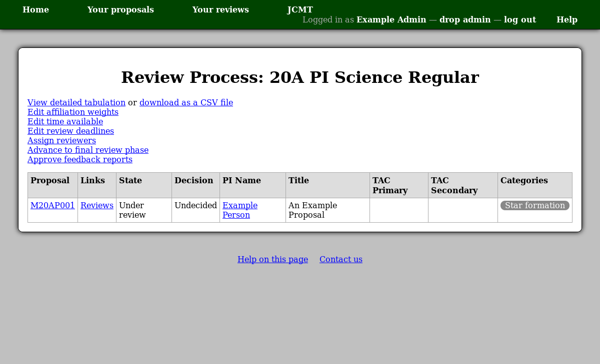 Home Your proposals Your reviews JCMT
Logged in as Example Admin — drop admin — log out Help
Review Process: 20A PI Science Regular
View detailed tabulation or download as a CSV file
Edit affiliation weights
Edit time available
Edit review deadlines
Assign reviewers
Advance to final review phase
Approve feedback reports
Proposal Links State Decision PI Name Title TAC Primary TAC Secondary Categories
M20AP001 Reviews Under review Undecided Example Person An Example Proposal Star formation
Help on this page Contact us